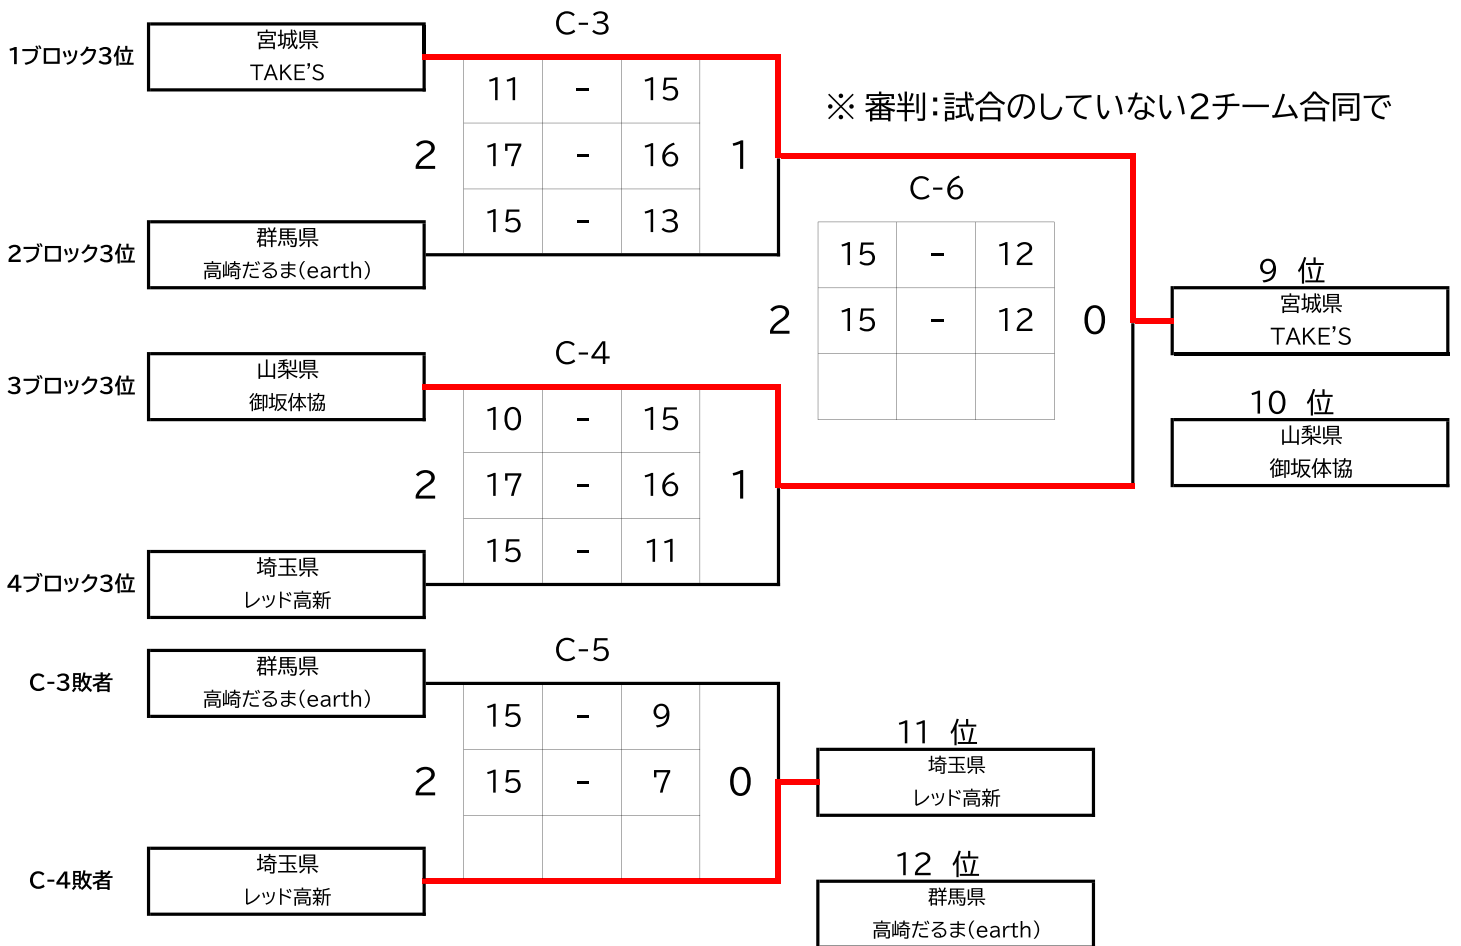 C-3
1ブロック3位
宮城県
TAKE'S
11 - 15
※ 審判：試合のしていない2チーム合同で
2
17 - 16
1
C-6
15 - 13
2ブロック3位
群馬県
高崎だるま(earth)
15 - 12
9 位
2
15 - 12
0
宮城県
TAKE'S
C-4
3ブロック3位
山梨県
御坂体協
10 - 15
10 位
山梨県
御坂体協
2
17 - 16
1
15 - 11
4ブロック3位
埼玉県
レッド高新
C-5
C-3敗者
群馬県
高崎だるま(earth)
15 - 9
11 位
2
15 - 7
0
埼玉県
レッド高新
C-4敗者
埼玉県
レッド高新
12 位
群馬県
高崎だるま(earth)